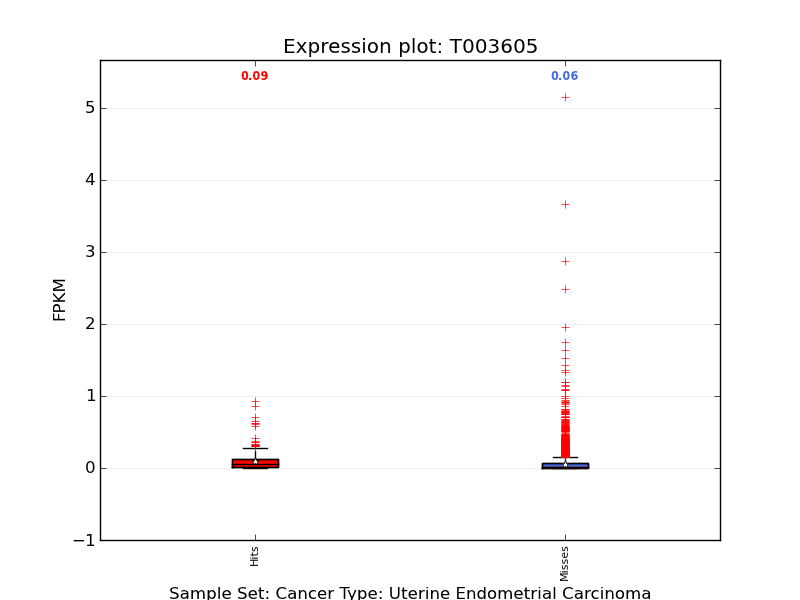 Expression plot: T003605
0.09
0.06
5
4
3
2
1
0
−1
FPKM
Hits
Misses
Sample Set: Cancer Type: Uterine Endometrial Carcinoma